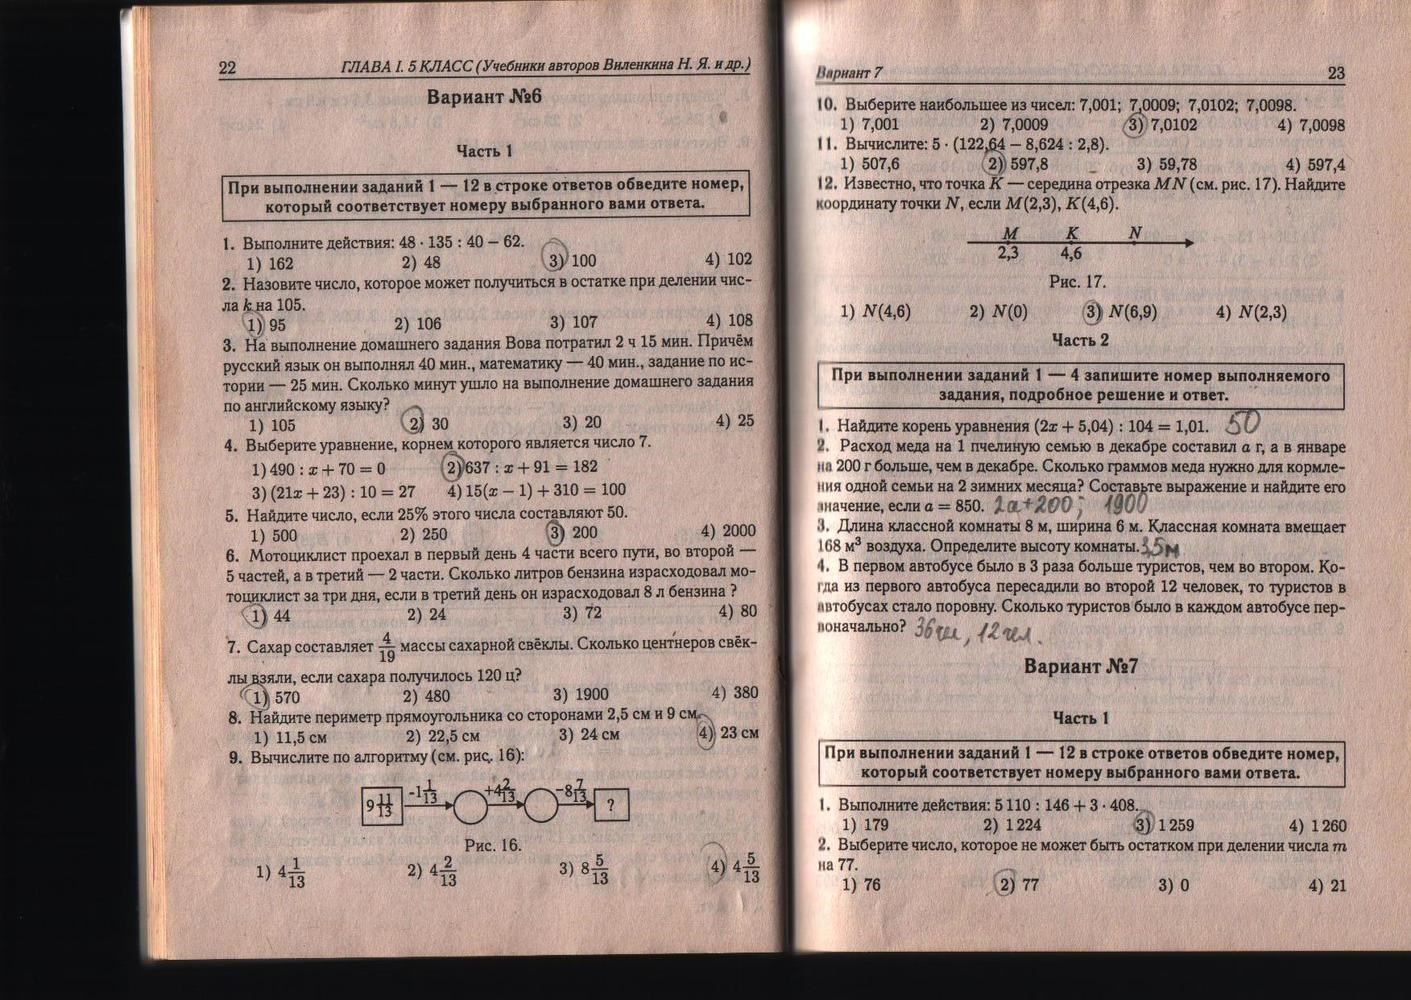 22
ГЛАВА I. 5 КЛАСС (Учебники авторов Виленкина Н. Я. и др.)
Вариант №6
Часть 1
При выполнении заданий 1 — 12 в строке ответов обведите номер,
который соответствует номеру выбранного вами ответа.
1. Выполните действия: 48 · 135 : 40 – 62.
1) 162 2) 48 3) 100 4) 102
2. Назовите число, которое может получиться в остатке при делении чис-
ла k на 105.
1) 95 2) 106 3) 107 4) 108
3. На выполнение домашнего задания Вова потратил 2 ч 15 мин. Причём
русский язык он выполнял 40 мин., математику — 40 мин., задание по ис-
тории — 25 мин. Сколько минут ушло на выполнение домашнего задания
по английскому языку?
1) 105 2) 30 3) 20 4) 25
4. Выберите уравнение, корнем которого является число 7.
1) 490 : x + 70 = 0 2) 637 : x + 91 = 182
3) (21x + 23) : 10 = 27 4) 15(x – 1) + 310 = 100
5. Найдите число, если 25% этого числа составляют 50.
1) 500 2) 250 3) 200 4) 2000
6. Мотоциклист проехал в первый день 4 части всего пути, во второй —
5 частей, а в третий — 2 части. Сколько литров бензина израсходовал мо-
тоциклист за три дня, если в третий день он израсходовал 8 л бензина ?
1) 44 2) 24 3) 72 4) 80
7. Сахар составляет 4/19 массы сахарной свёклы. Сколько центнеров свёк-
лы взяли, если сахара получилось 120 ц?
1) 570 2) 480 3) 1900 4) 380
8. Найдите периметр прямоугольника со сторонами 2,5 см и 9 см.
1) 11,5 см 2) 22,5 см 3) 24 см 4) 23 см
9. Вычислите по алгоритму (см. рис. 16):
9 11/13 -1 1/13 +4 2/13 -8 7/13 ?
Рис. 16.
1) 4 1/13 2) 4 2/13 3) 8 5/13 4) 4 5/13
Вариант 7
23
10. Выберите наибольшее из чисел: 7,001; 7,0009; 7,0102; 7,0098.
1) 7,001 2) 7,0009 3) 7,0102 4) 7,0098
11. Вычислите: 5 · (122,64 – 8,624 : 2,8).
1) 507,6 2) 597,8 3) 59,78 4) 597,4
12. Известно, что точка K — середина отрезка MN (см. рис. 17). Найдите
координату точки N, если M(2,3), K(4,6).
M K N
2,3 4,6
Рис. 17.
1) N(4,6) 2) N(0) 3) N(6,9) 4) N(2,3)
Часть 2
При выполнении заданий 1 — 4 запишите номер выполняемого
задания, подробное решение и ответ.
1. Найдите корень уравнения (2x + 5,04) : 104 = 1,01. 50
2. Расход меда на 1 пчелиную семью в декабре составил a г, а в январе
на 200 г больше, чем в декабре. Сколько граммов меда нужно для кормле-
ния одной семьи на 2 зимних месяца? Составьте выражение и найдите его
значение, если a = 850. 2a+200; 1900
3. Длина классной комнаты 8 м, ширина 6 м. Классная комната вмещает
168 м³ воздуха. Определите высоту комнаты. 3,5м
4. В первом автобусе было в 3 раза больше туристов, чем во втором. Ко-
гда из первого автобуса пересадили во второй 12 человек, то туристов в
автобусах стало поровну. Сколько туристов было в каждом автобусе пер-
воначально? 36чел, 12чел.
Вариант №7
Часть 1
При выполнении заданий 1 — 12 в строке ответов обведите номер,
который соответствует номеру выбранного вами ответа.
1. Выполните действия: 5110 : 146 + 3 · 408.
1) 179 2) 1224 3) 1259 4) 1260
2. Выберите число, которое не может быть остатком при делении числа m
на 77.
1) 76 2) 77 3) 0 4) 21